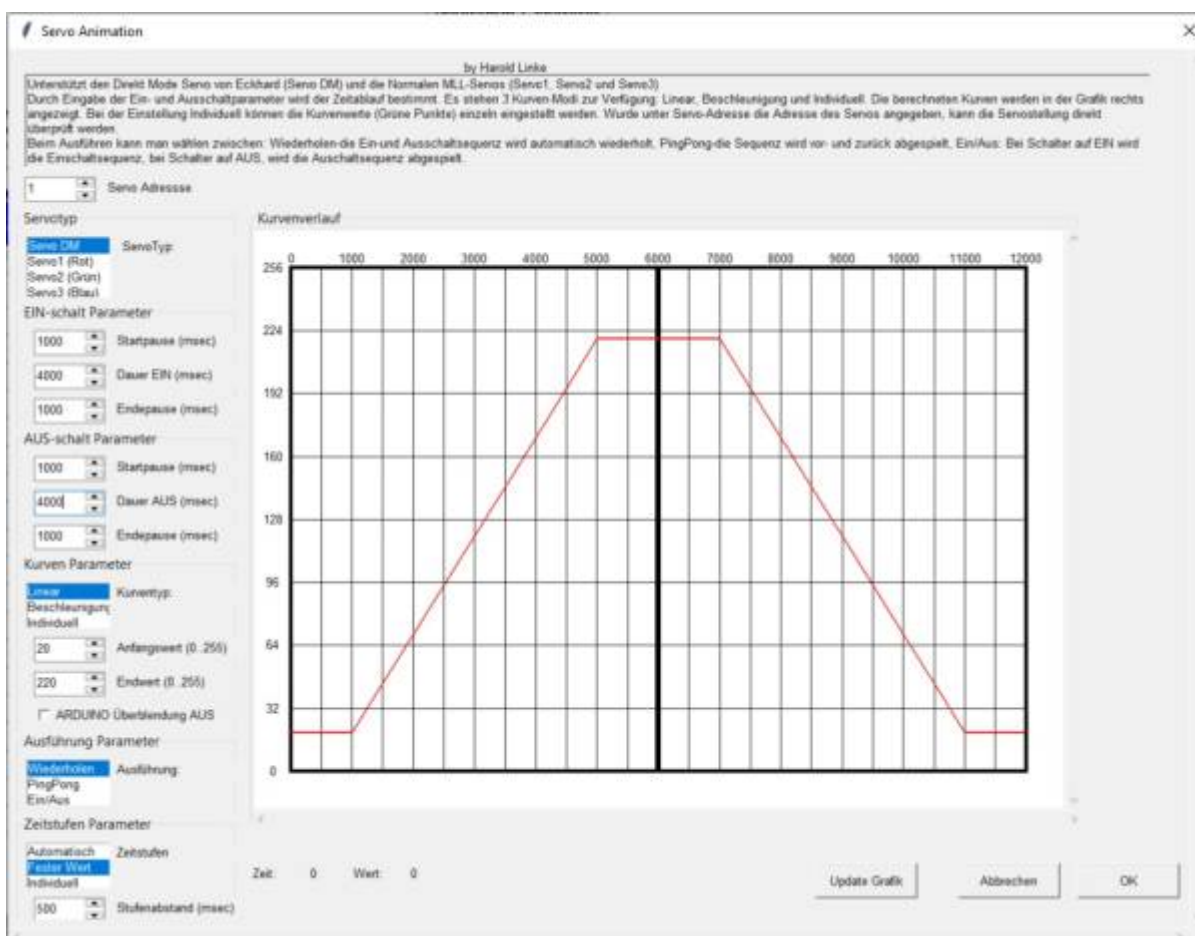 Servo Animation
by Harold Linke
Unterstützt den Direkt Mode Servo von Eckhard (Servo DM) und die Normalen MLL-Servos (Servo1, Servo2 und Servo3)
Durch Eingabe der Ein- und Ausschaltparameter wird der Zeitablauf bestimmt. Es stehen 3 Kurven-Modi zur Verfügung: Linear, Beschleunigung und Individuell. Die berechneten Kurven werden in der Grafik rechts
angezeigt. Bei der Einstellung Individuell können die Kurvenwerte (Grüne Punkte) einzeln eingestellt werden. Wurde unter Servo-Adresse die Adresse des Servos angegeben, kann die Servostellung direkt
überprüft werden.
Beim Ausführen kann man wählen zwischen: Wiederholen-die Ein-und Ausschaltsequenz wird automatisch wiederholt, PingPong-die Sequenz wird vor- und zurück abgespielt, Ein/Aus: Bei Schalter auf EIN wird
die Einschaltsequenz, bei Schalter auf AUS, wird die Auschaltsequenz abgespielt.
1 Servo Adressse
Servotyp
Servo DM ServoTyp:
Servo1 (Rot)
Servo2 (Grün)
Servo3 (Blau)
EIN-schalt Parameter
1000 Startpause (msec)
4000 Dauer EIN (msec)
1000 Endepause (msec)
AUS-schalt Parameter
1000 Startpause (msec)
4000 Dauer AUS (msec)
1000 Endepause (msec)
Kurven Parameter
Linear Kurventyp:
Beschleunigung
Individuell
20 Anfangswert (0..255)
220 Endwert (0..255)
ARDUINO Überblendung AUS
Ausführung Parameter
Wiederholen Ausführung:
PingPong
Ein/Aus
Zeitstufen Parameter
Automatisch Zeitstufen
Fester Wert
Individuell
500 Stufenabstand (msec)
Kurvenverlauf
0 1000 2000 3000 4000 5000 6000 7000 8000 9000 10000 11000 12000
256
224
192
160
128
96
64
32
0
Zeit: 0 Wert: 0
Update Grafik Abbrechen OK